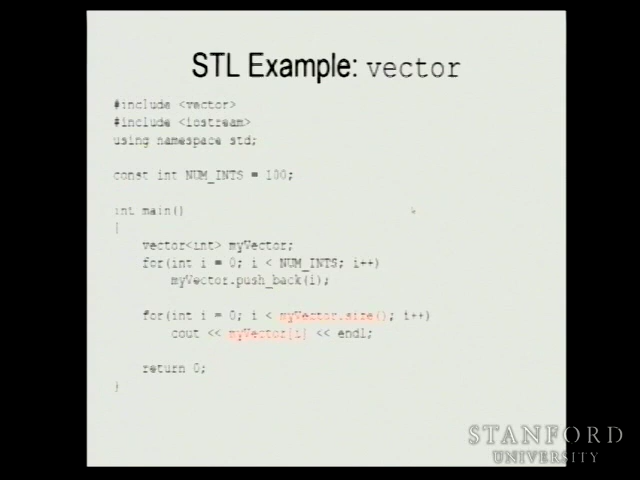 STL Example: vector
#include <vector>
#include <iostream>
using namespace std;
const int NUM_INTS = 100;
int main()
{
vector<int> myVector;
for(int i = 0; i < NUM_INTS; i++)
myVector.push_back(i);
for(int i = 0; i < myVector.size(); i++)
cout << myVector[i] << endl;
return 0;
}
STANFORD
UNIVERSITY